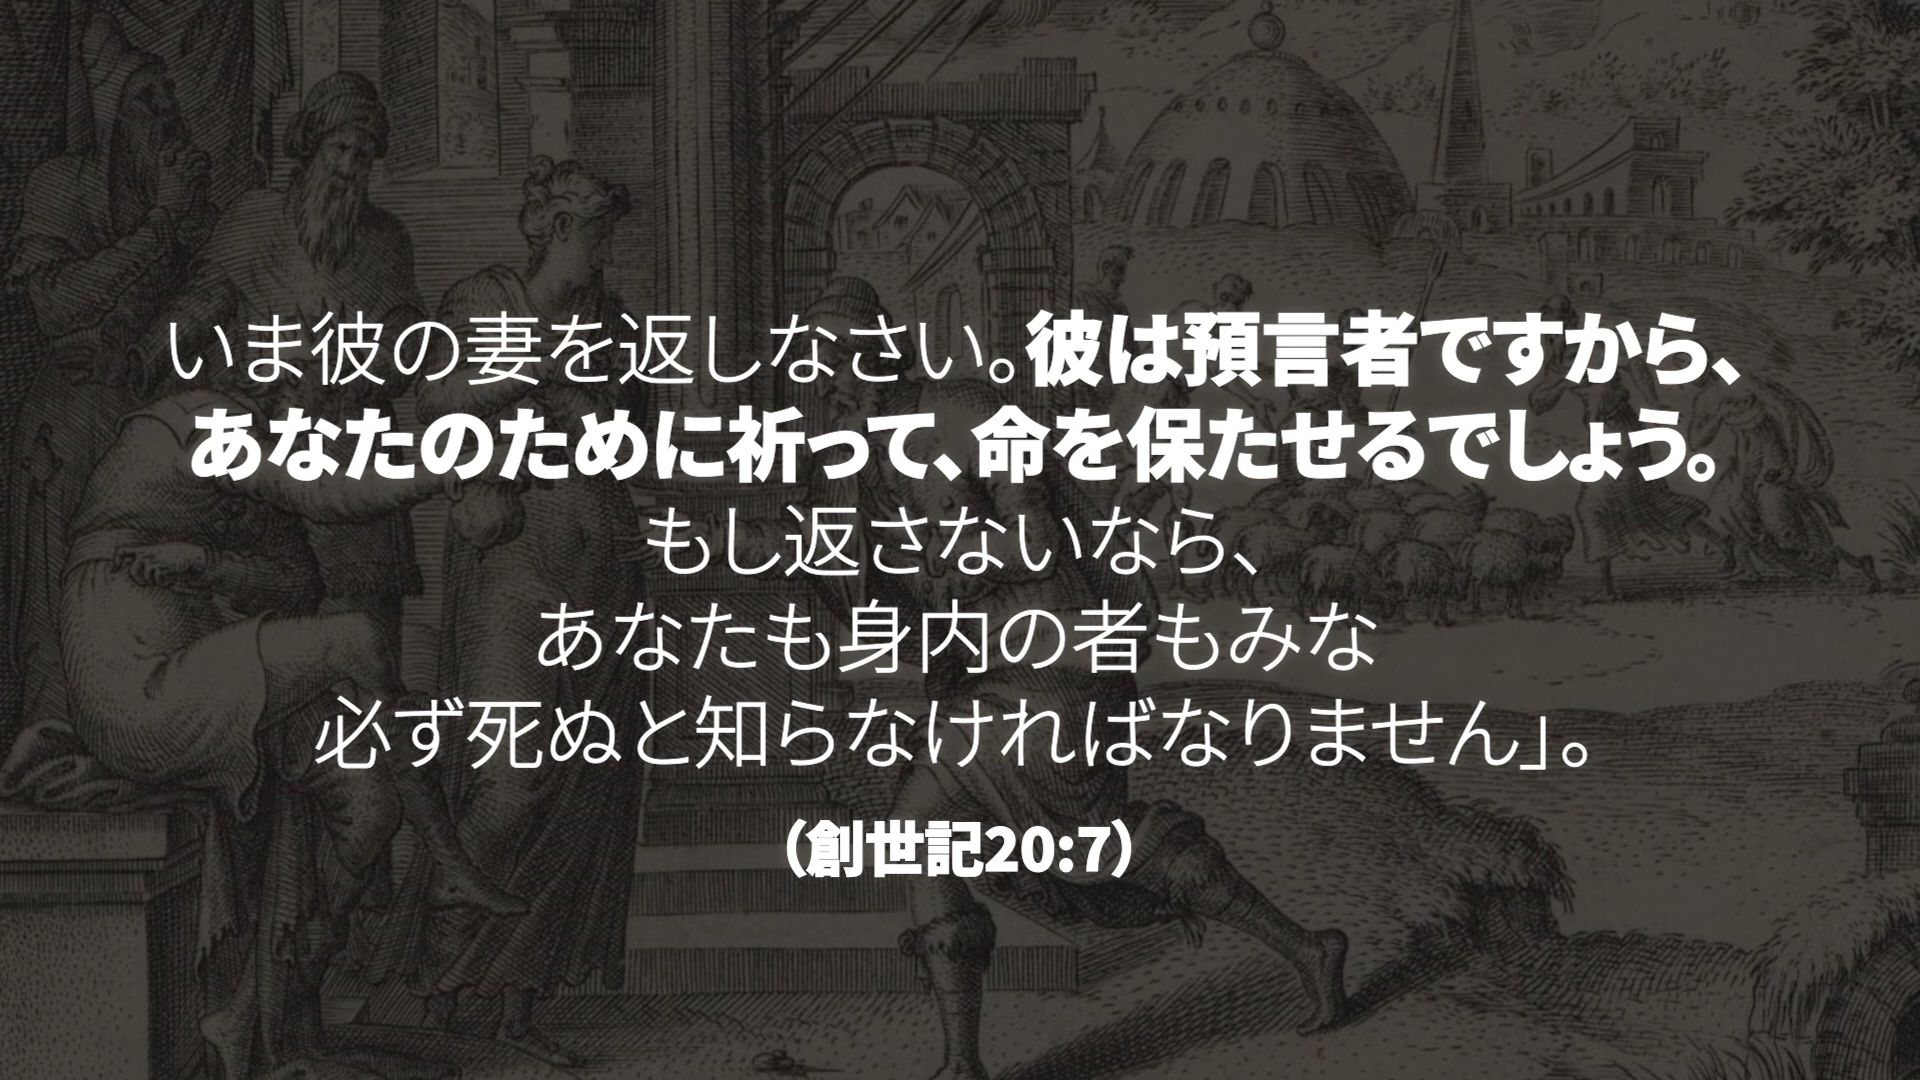 いま彼の妻を返しなさい。彼は預言者ですから、
あなたのために祈って、命を保たせるでしょう。
もし返さないなら、
あなたも身内の者もみな
必ず死ぬと知らなければなりません」。
（創世記20:7）